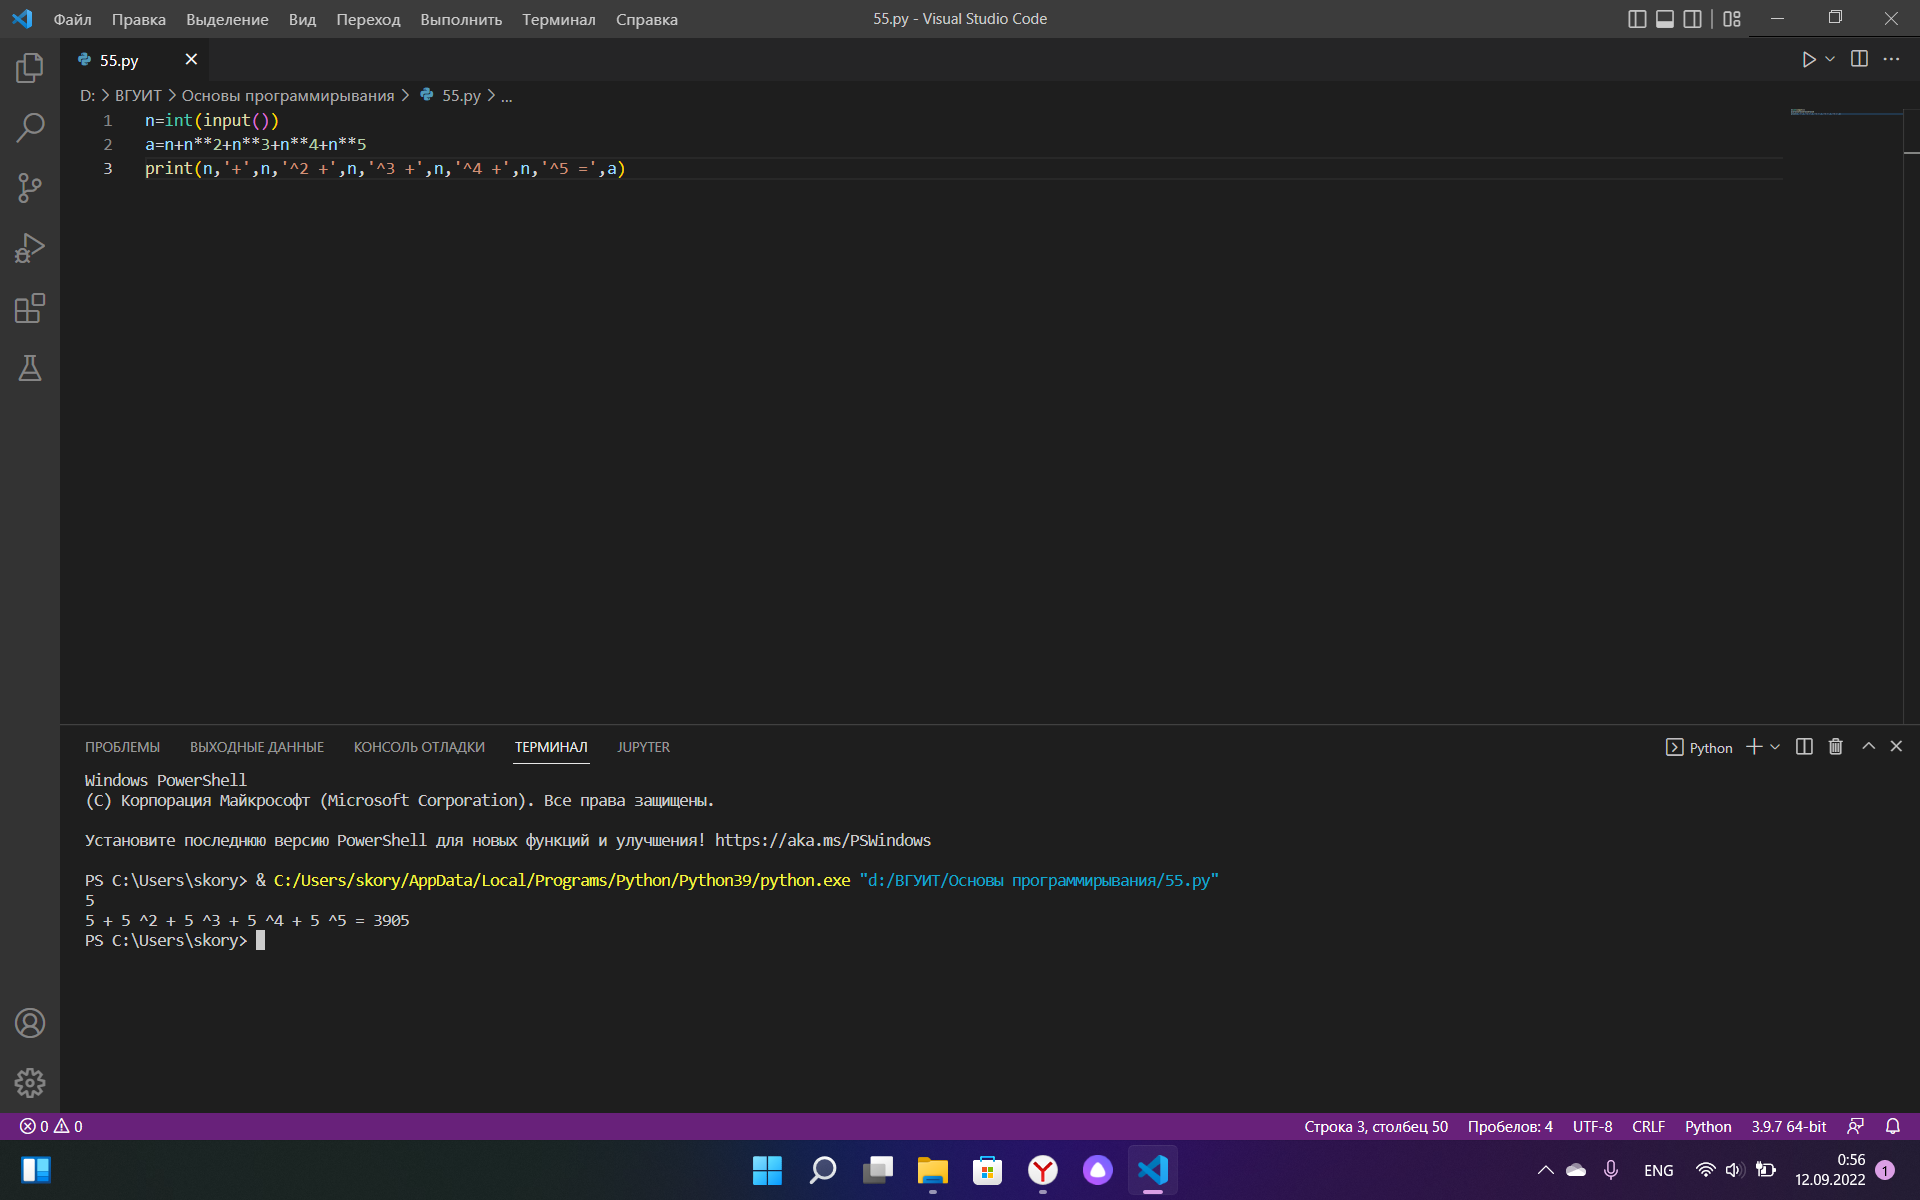 Файл Правка Выделение Вид Переход Выполнить Терминал Справка 55.py - Visual Studio Code
55.py
D: > ВГУИТ > Основы программирывания > 55.py > ...
1 n=int(input())
2 a=n+n**2+n**3+n**4+n**5
3 print(n,'+',n,'^2 +',n,'^3 +',n,'^4 +',n,'^5 =',a)
ПРОБЛЕМЫ ВЫХОДНЫЕ ДАННЫЕ КОНСОЛЬ ОТЛАДКИ ТЕРМИНАЛ JUPYTER Python
Windows PowerShell
(C) Корпорация Майкрософт (Microsoft Corporation). Все права защищены.
Установите последнюю версию PowerShell для новых функций и улучшения! https://aka.ms/PSWindows
PS C:\Users\skory> & C:/Users/skory/AppData/Local/Programs/Python/Python39/python.exe "d:/ВГУИТ/Основы программирывания/55.py"
5
5 + 5 ^2 + 5 ^3 + 5 ^4 + 5 ^5 = 3905
PS C:\Users\skory>
0 0 Строка 3, столбец 50 Пробелов: 4 UTF-8 CRLF Python 3.9.7 64-bit
ENG 0:56
12.09.2022 1